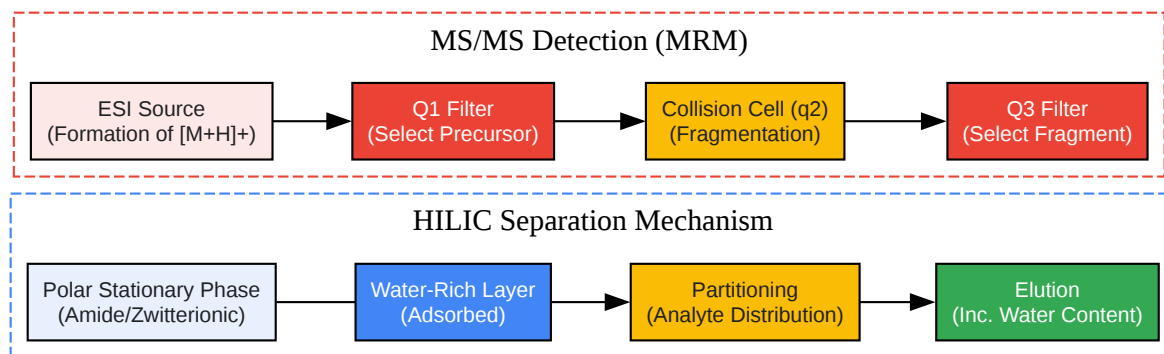 MS/MS Detection (MRM)
ESI Source
(Formation of [M+H]+)
Q1 Filter
(Select Precursor)
Collision Cell (q2)
(Fragmentation)
Q3 Filter
(Select Fragment)
HILIC Separation Mechanism
Polar Stationary Phase
(Amide/Zwitterionic)
Water-Rich Layer
(Adsorbed)
Partitioning
(Analyte Distribution)
Elution
(Inc. Water Content)